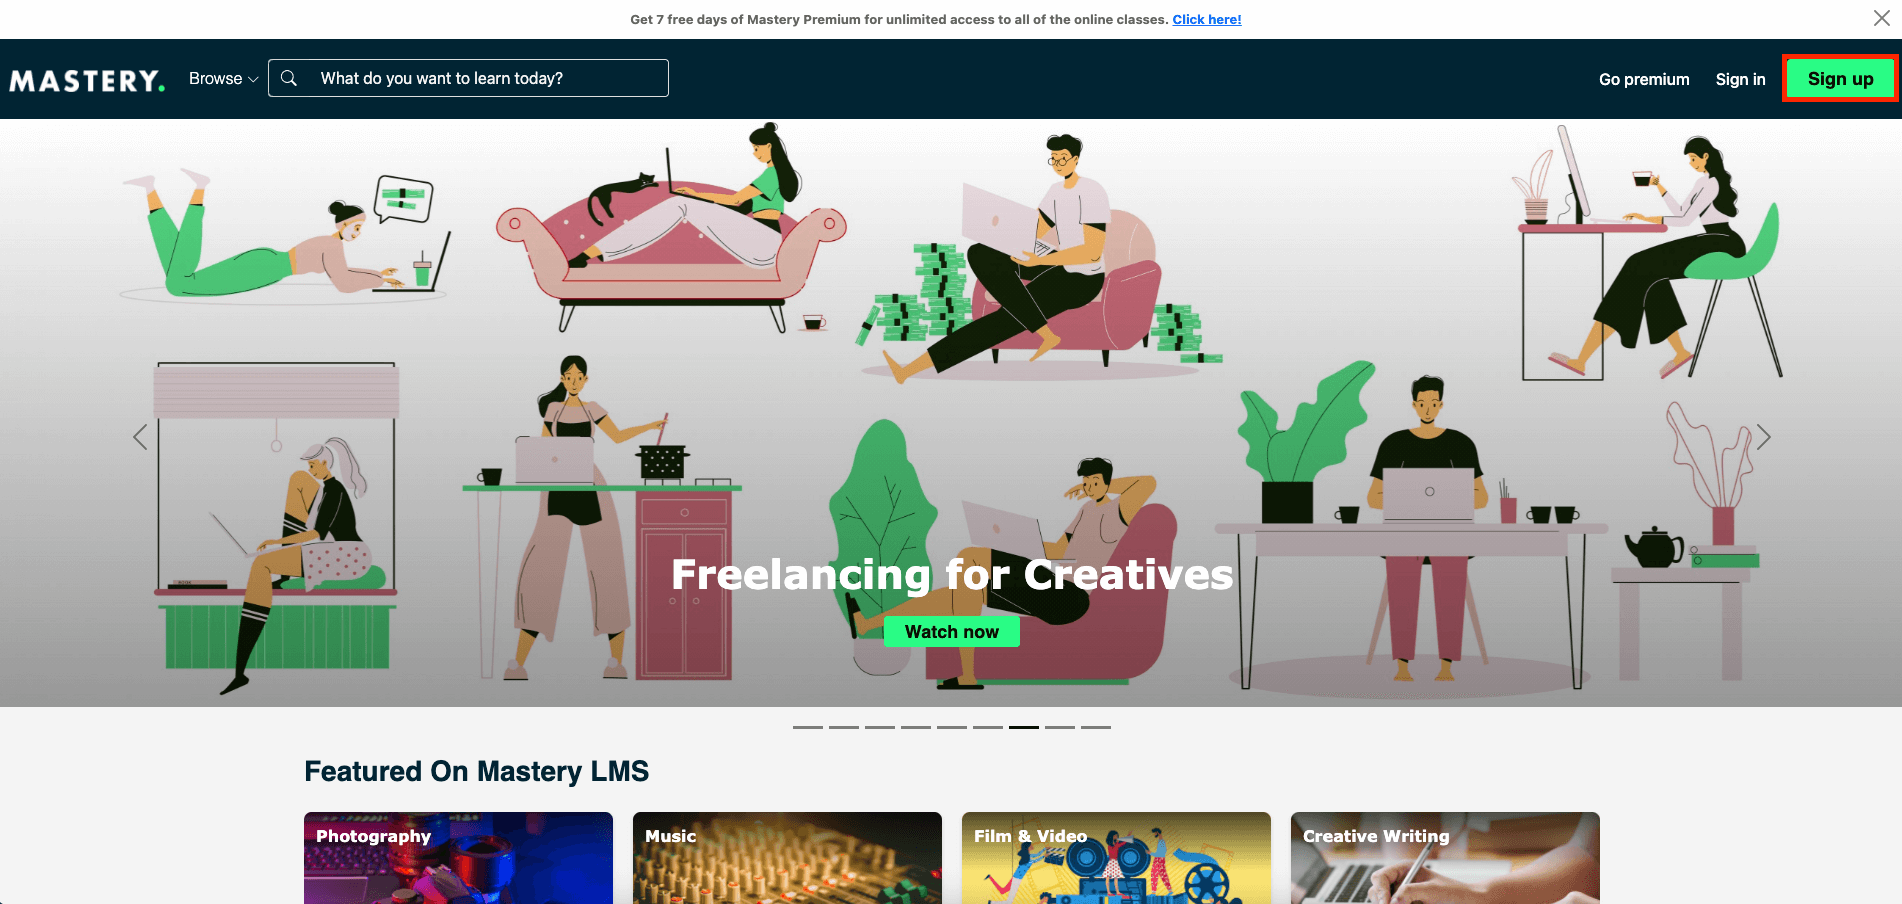 Get 7 free days of Mastery Premium for unlimited access to all of the online classes. Click here!
MASTERY.
Browse
What do you want to learn today?
Go premium
Sign in
Sign up
Freelancing for Creatives
Watch now
Featured On Mastery LMS
Photography
Music
Film & Video
Creative Writing